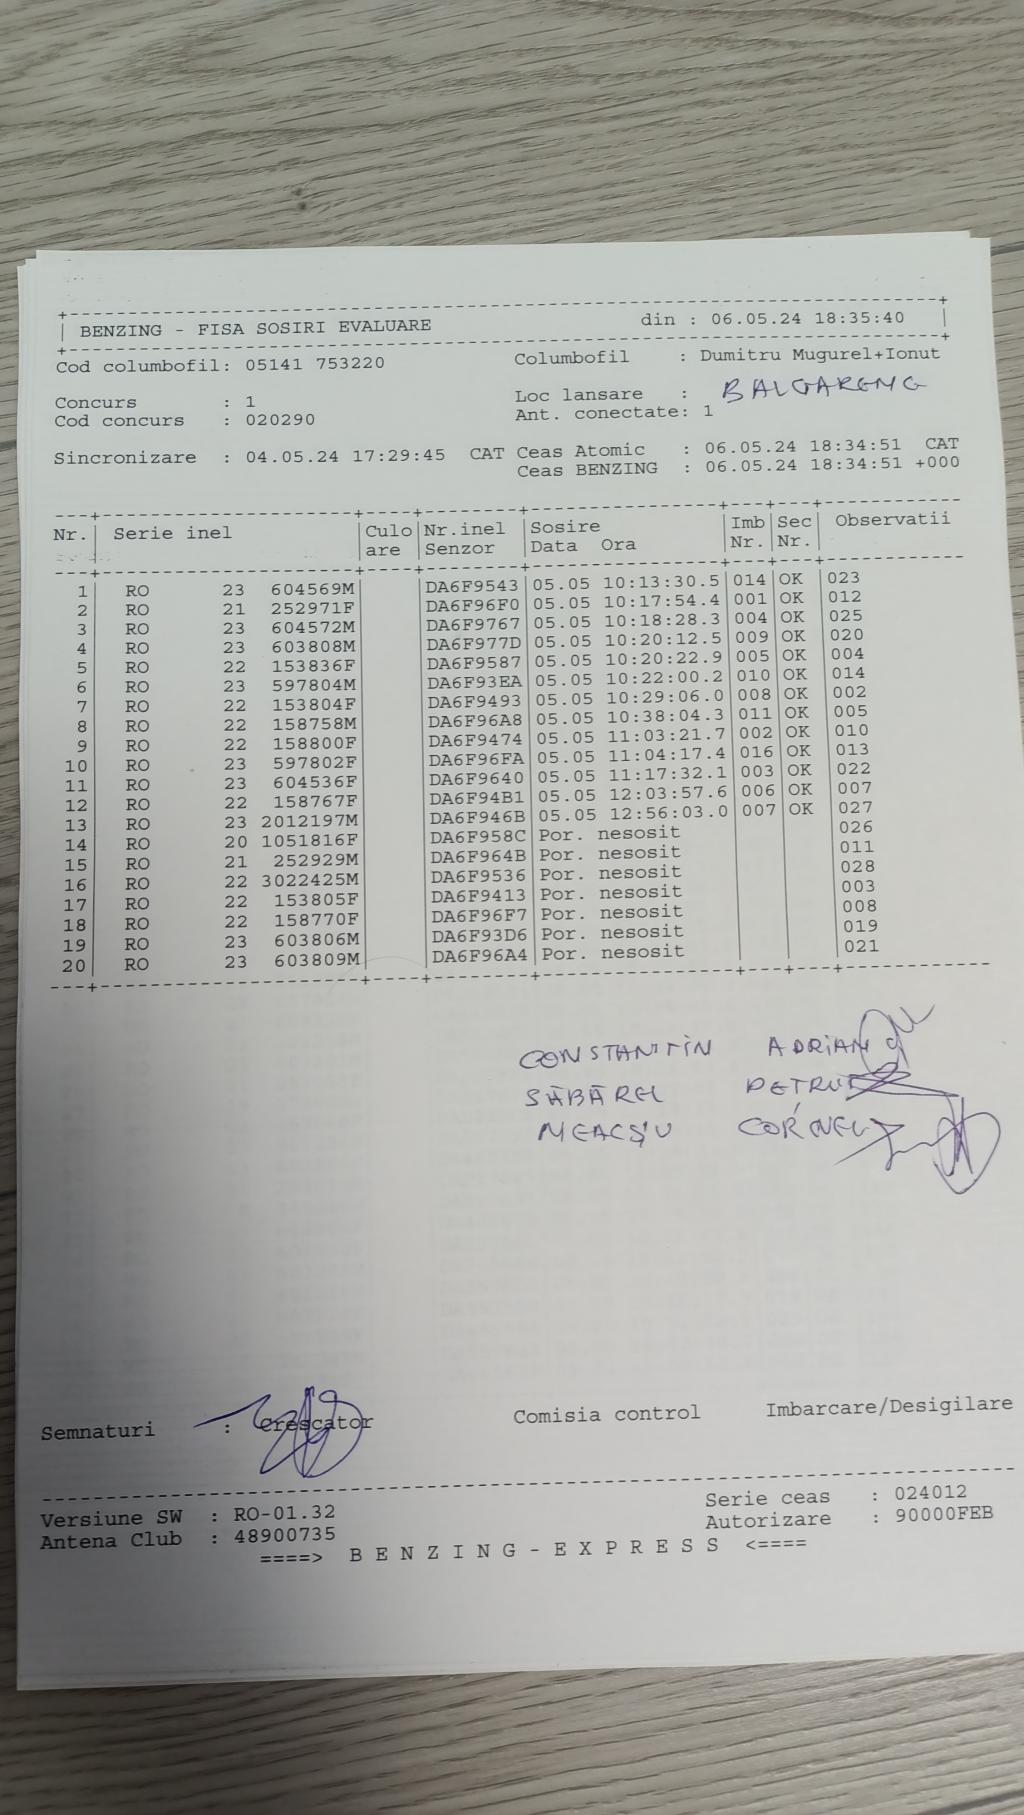 BENZING - FISA SOSIRI EVALUARE din : 06.05.24 18:35:40
Cod columbofil: 05141 753220 Columbofil : Dumitru Mugurel+Ionut
Loc lansare :
Concurs : 1 Ant. conectate: 1
Cod concurs : 020290
Sincronizare : 04.05.24 17:29:45 CAT Ceas Atomic : 06.05.24 18:34:51 CAT
Ceas BENZING : 06.05.24 18:34:51 +000
Nr. Serie inel Culo Nr.inel Sosire Imb Sec Observatii
are Senzor Data Ora Nr. Nr.
1 RO 23 604569M DA6F9543 05.05 10:13:30.5 014 OK 023
2 RO 21 252971F DA6F96F0 05.05 10:17:54.4 001 OK 012
3 RO 23 604572M DA6F9767 05.05 10:18:28.3 004 OK 025
4 RO 23 603808M DA6F977D 05.05 10:20:12.5 009 OK 020
5 RO 22 153836F DA6F9587 05.05 10:20:22.9 005 OK 004
6 RO 23 597804M DA6F93EA 05.05 10:22:00.2 010 OK 014
7 RO 22 153804F DA6F9493 05.05 10:29:06.0 008 OK 002
8 RO 22 158758M DA6F96A8 05.05 10:38:04.3 011 OK 005
9 RO 22 158800F DA6F9474 05.05 11:03:21.7 002 OK 010
10 RO 23 597802F DA6F96FA 05.05 11:04:17.4 016 OK 013
11 RO 23 604536F DA6F9640 05.05 11:17:32.1 003 OK 022
12 RO 22 158767F DA6F94B1 05.05 12:03:57.6 006 OK 007
13 RO 23 2012197M DA6F946B 05.05 12:56:03.0 007 OK 027
14 RO 20 1051816F DA6F958C Por. nesosit 026
15 RO 21 252929M DA6F964B Por. nesosit 011
16 RO 22 3022425M DA6F9536 Por. nesosit 028
17 RO 22 153805F DA6F9413 Por. nesosit 003
18 RO 22 158770F DA6F96F7 Por. nesosit 008
19 RO 23 603806M DA6F93D6 Por. nesosit 019
20 RO 23 603809M DA6F96A4 Por. nesosit 021
CONSTANTIN ADRIAN
SĂBĂREL PETRUȚ
NEACȘU CORNEL
Semnaturi : Crescator Comisia control Imbarcare/Desigilare
Versiune SW : RO-01.32 Serie ceas : 024012
Antena Club : 48900735 Autorizare : 90000FEB
====> B E N Z I N G - E X P R E S S <====